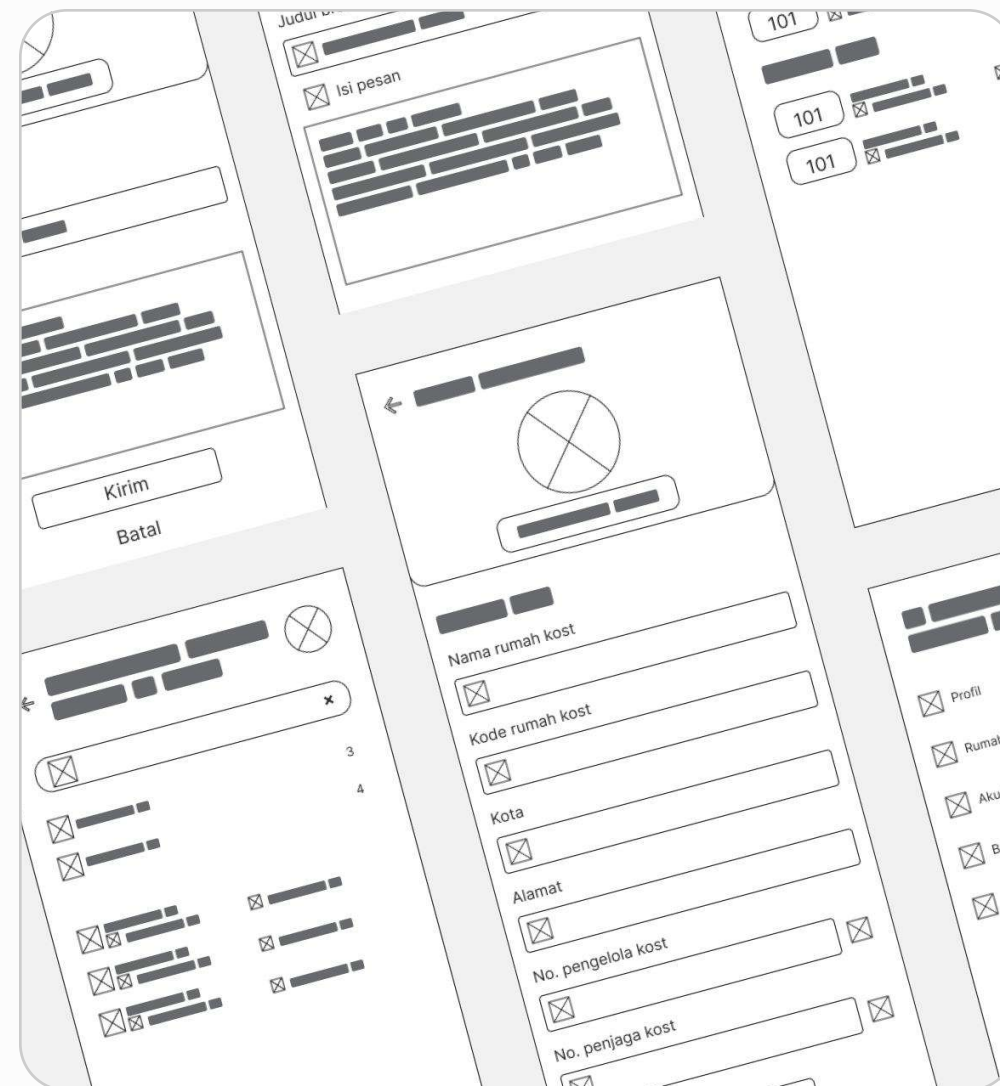 Isi pesan
101
101
101
Kirim
Batal
3
4
Nama rumah kost
Kode rumah kost
Kota
Alamat
No. pengelola kost
No. penjaga kost
Profil